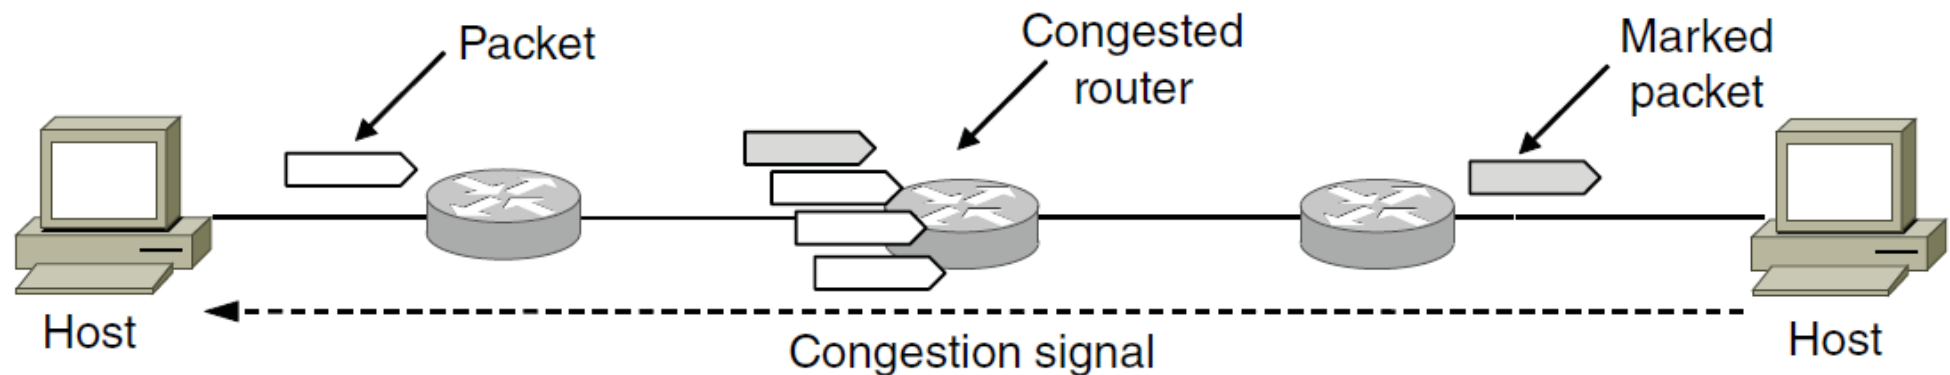 Packet
Congested
router
Marked
packet
Host
Congestion signal
Host